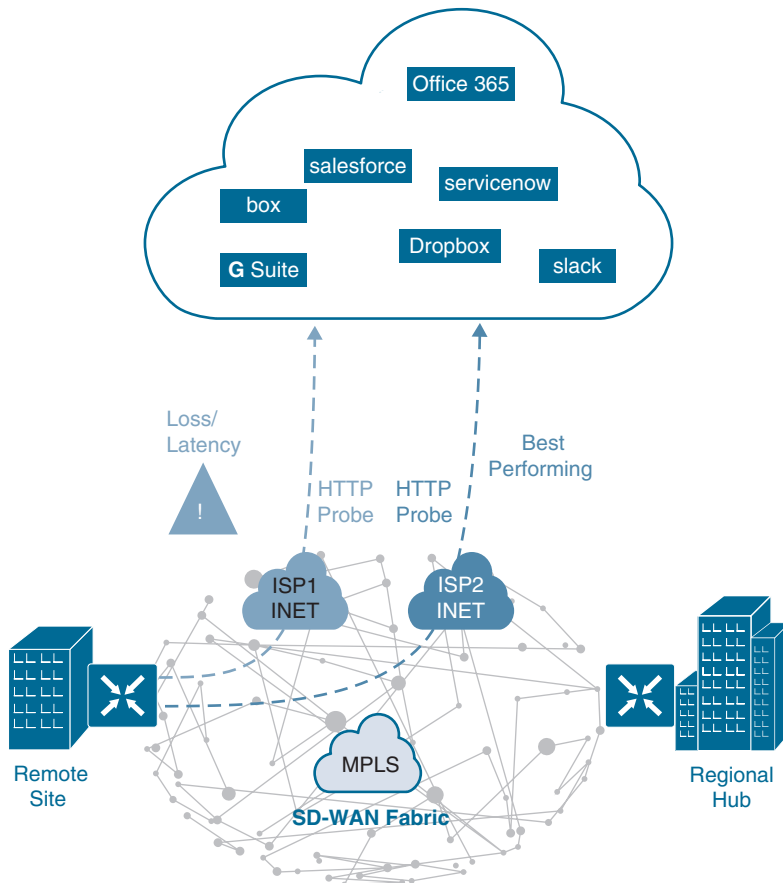 Office 365
salesforce
servicenow
box
Dropbox
G Suite
slack
Loss/
Latency
!
Best
Performing
HTTP
Probe
HTTP
Probe
ISP1
INET
ISP2
INET
MPLS
Remote
Site
SD-WAN Fabric
Regional
Hub